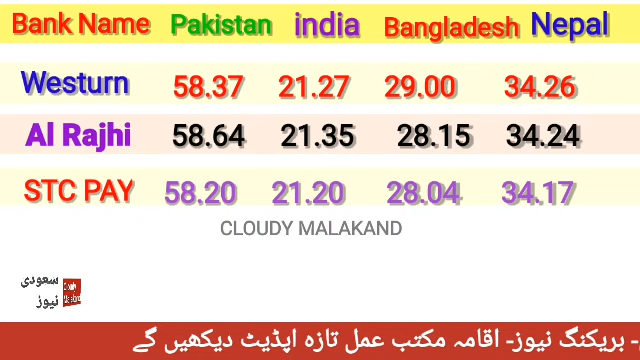 Bank Name Pakistan india Bangladesh Nepal
Westurn 58.37 21.27 29.00 34.26
Al Rajhi 58.64 21.35 28.15 34.24
STC PAY 58.20 21.20 28.04 34.17
CLOUDY MALAKAND
سعودی
نیوز
- بریکنگ نیوز- اقامہ مکتب عمل تازہ اپڈیٹ دیکھیں گے